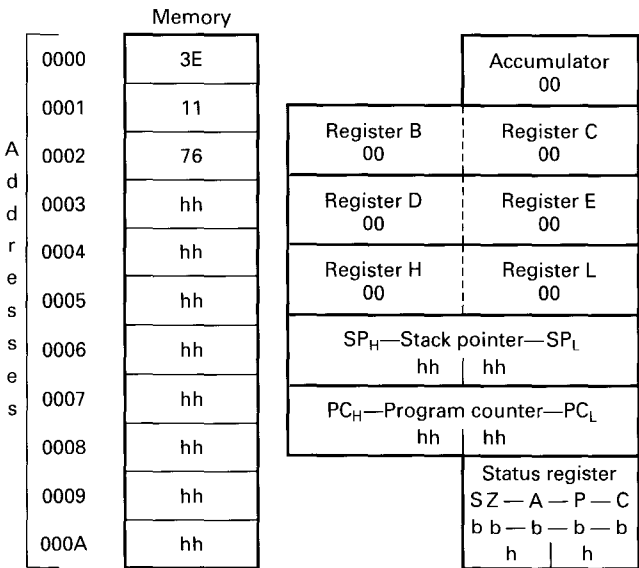 Memory
Addresses
0000 3E
0001 11
0002 76
0003 hh
0004 hh
0005 hh
0006 hh
0007 hh
0008 hh
0009 hh
000A hh
Accumulator
00
Register B Register C
00 00
Register D Register E
00 00
Register H Register L
00 00
SPH—Stack pointer—SPL
hh hh
PCH—Program counter—PCL
hh hh
Status register
S Z — A — P — C
b b — b — b — b
h h